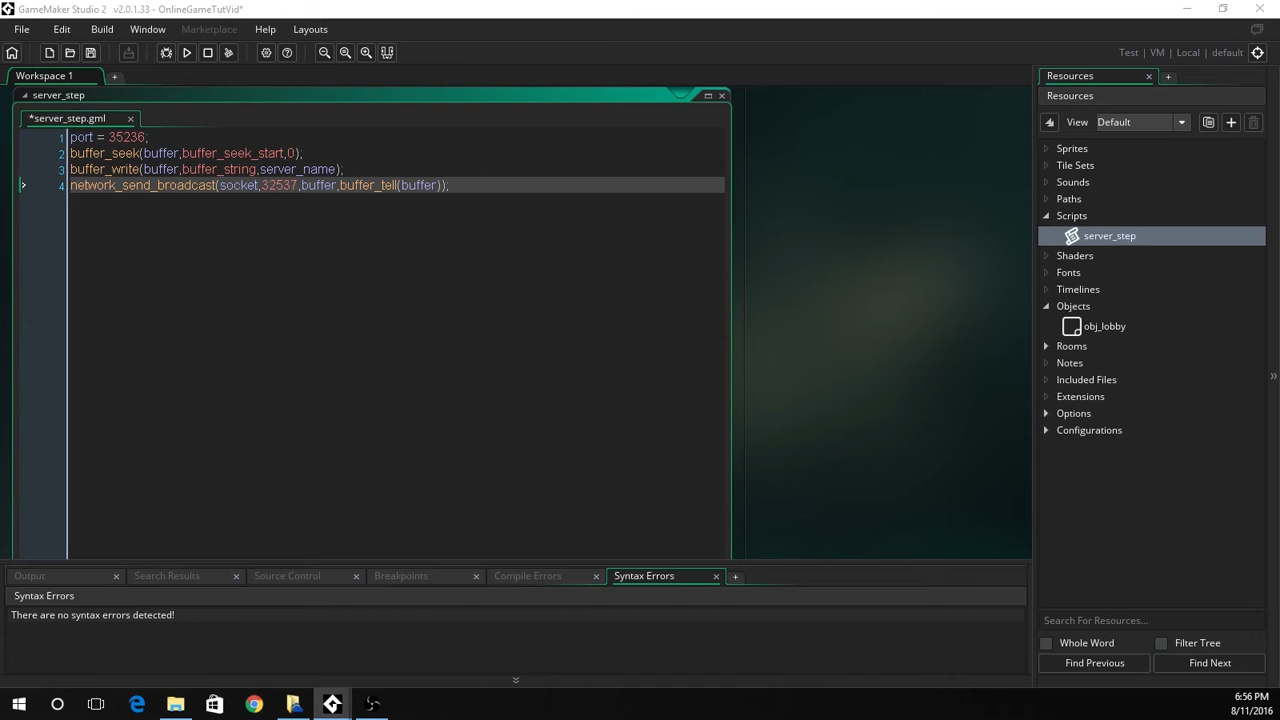 GameMaker Studio 2 v2.0.1.33 - OnlineGameTutVid*
File Edit Build Window Marketplace Help Layouts
Test | VM | Local | default
Workspace 1
Resources
server_step
Resources
*server_step.gml
View Default
1 port = 35236;
2 buffer_seek(buffer,buffer_seek_start,0);
3 buffer_write(buffer,buffer_string,server_name);
4 network_send_broadcast(socket,32537,buffer,buffer_tell(buffer));
Sprites
Tile Sets
Sounds
Paths
Scripts
server_step
Shaders
Fonts
Timelines
Objects
obj_lobby
Rooms
Notes
Included Files
Extensions
Options
Configurations
Output Search Results Source Control Breakpoints Compile Errors Syntax Errors
Syntax Errors
There are no syntax errors detected!
Search For Resources...
Whole Word Filter Tree
Find Previous Find Next
6:56 PM
8/11/2016